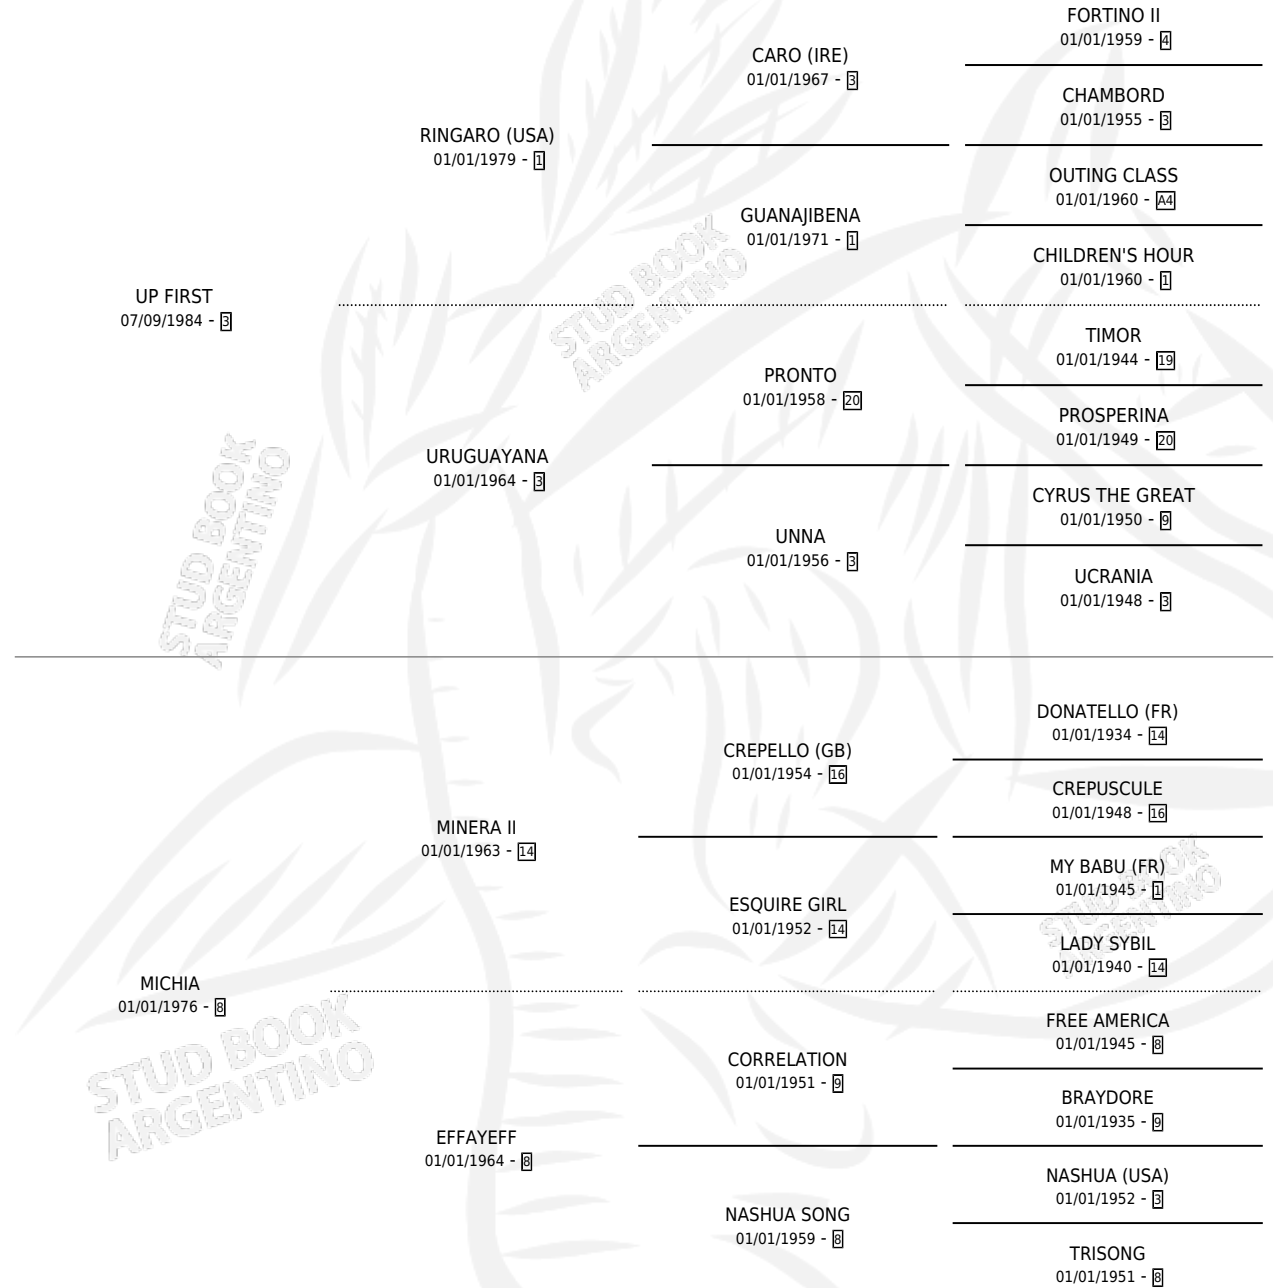 FORTINO II
01/01/1959 - 4
CARO (IRE)
01/01/1967 - 3
CHAMBORD
01/01/1955 - 3
RINGARO (USA)
01/01/1979 - 1
OUTING CLASS
01/01/1960 - A4
GUANAJIBENA
01/01/1971 - 1
CHILDREN'S HOUR
01/01/1960 - 1
UP FIRST
07/09/1984 - 3
STUD BOOK
ARGENTINO
TIMOR
01/01/1944 - 19
PRONTO
01/01/1958 - 20
PROSPERINA
01/01/1949 - 20
URUGUAYANA
01/01/1964 - 3
CYRUS THE GREAT
01/01/1950 - 9
UNNA
01/01/1956 - 3
UCRANIA
01/01/1948 - 3
STUD BOOK
ARGENTINO
DONATELLO (FR)
01/01/1934 - 14
CREPELLO (GB)
01/01/1954 - 16
CREPUSCULE
01/01/1948 - 16
MINERA II
01/01/1963 - 14
MY BABU (FR)
01/01/1945 - 1
ESQUIRE GIRL
01/01/1952 - 14
STUD BOOK
ARGENTINO
LADY SYBIL
01/01/1940 - 14
MICHIA
01/01/1976 - 8
FREE AMERICA
01/01/1945 - 8
CORRELATION
01/01/1951 - 9
BRAYDORE
01/01/1935 - 9
STUD BOOK
ARGENTINO
EFFAYEFF
01/01/1964 - 8
NASHUA (USA)
01/01/1952 - 3
NASHUA SONG
01/01/1959 - 8
TRISONG
01/01/1951 - 8